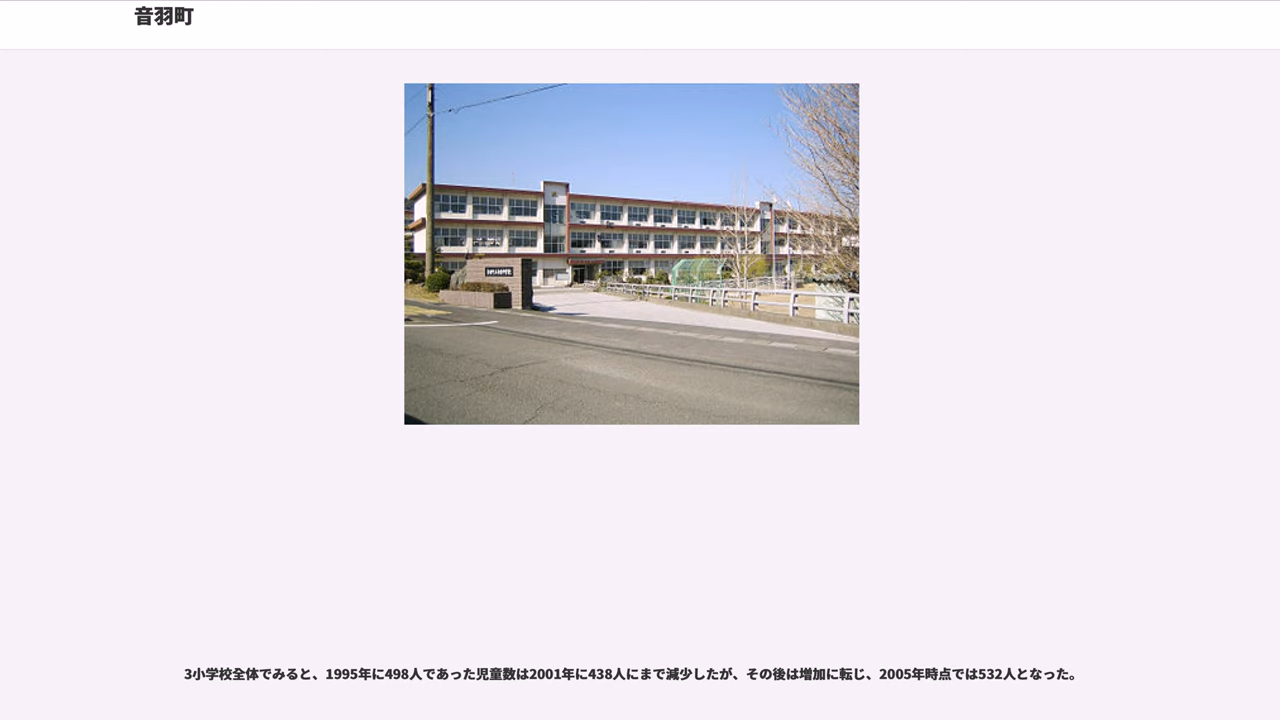 音羽町
3小学校全体でみると、1995年に498人であった児童数は2001年に438人にまで減少したが、その後は増加に転じ、2005年時点では532人となった。